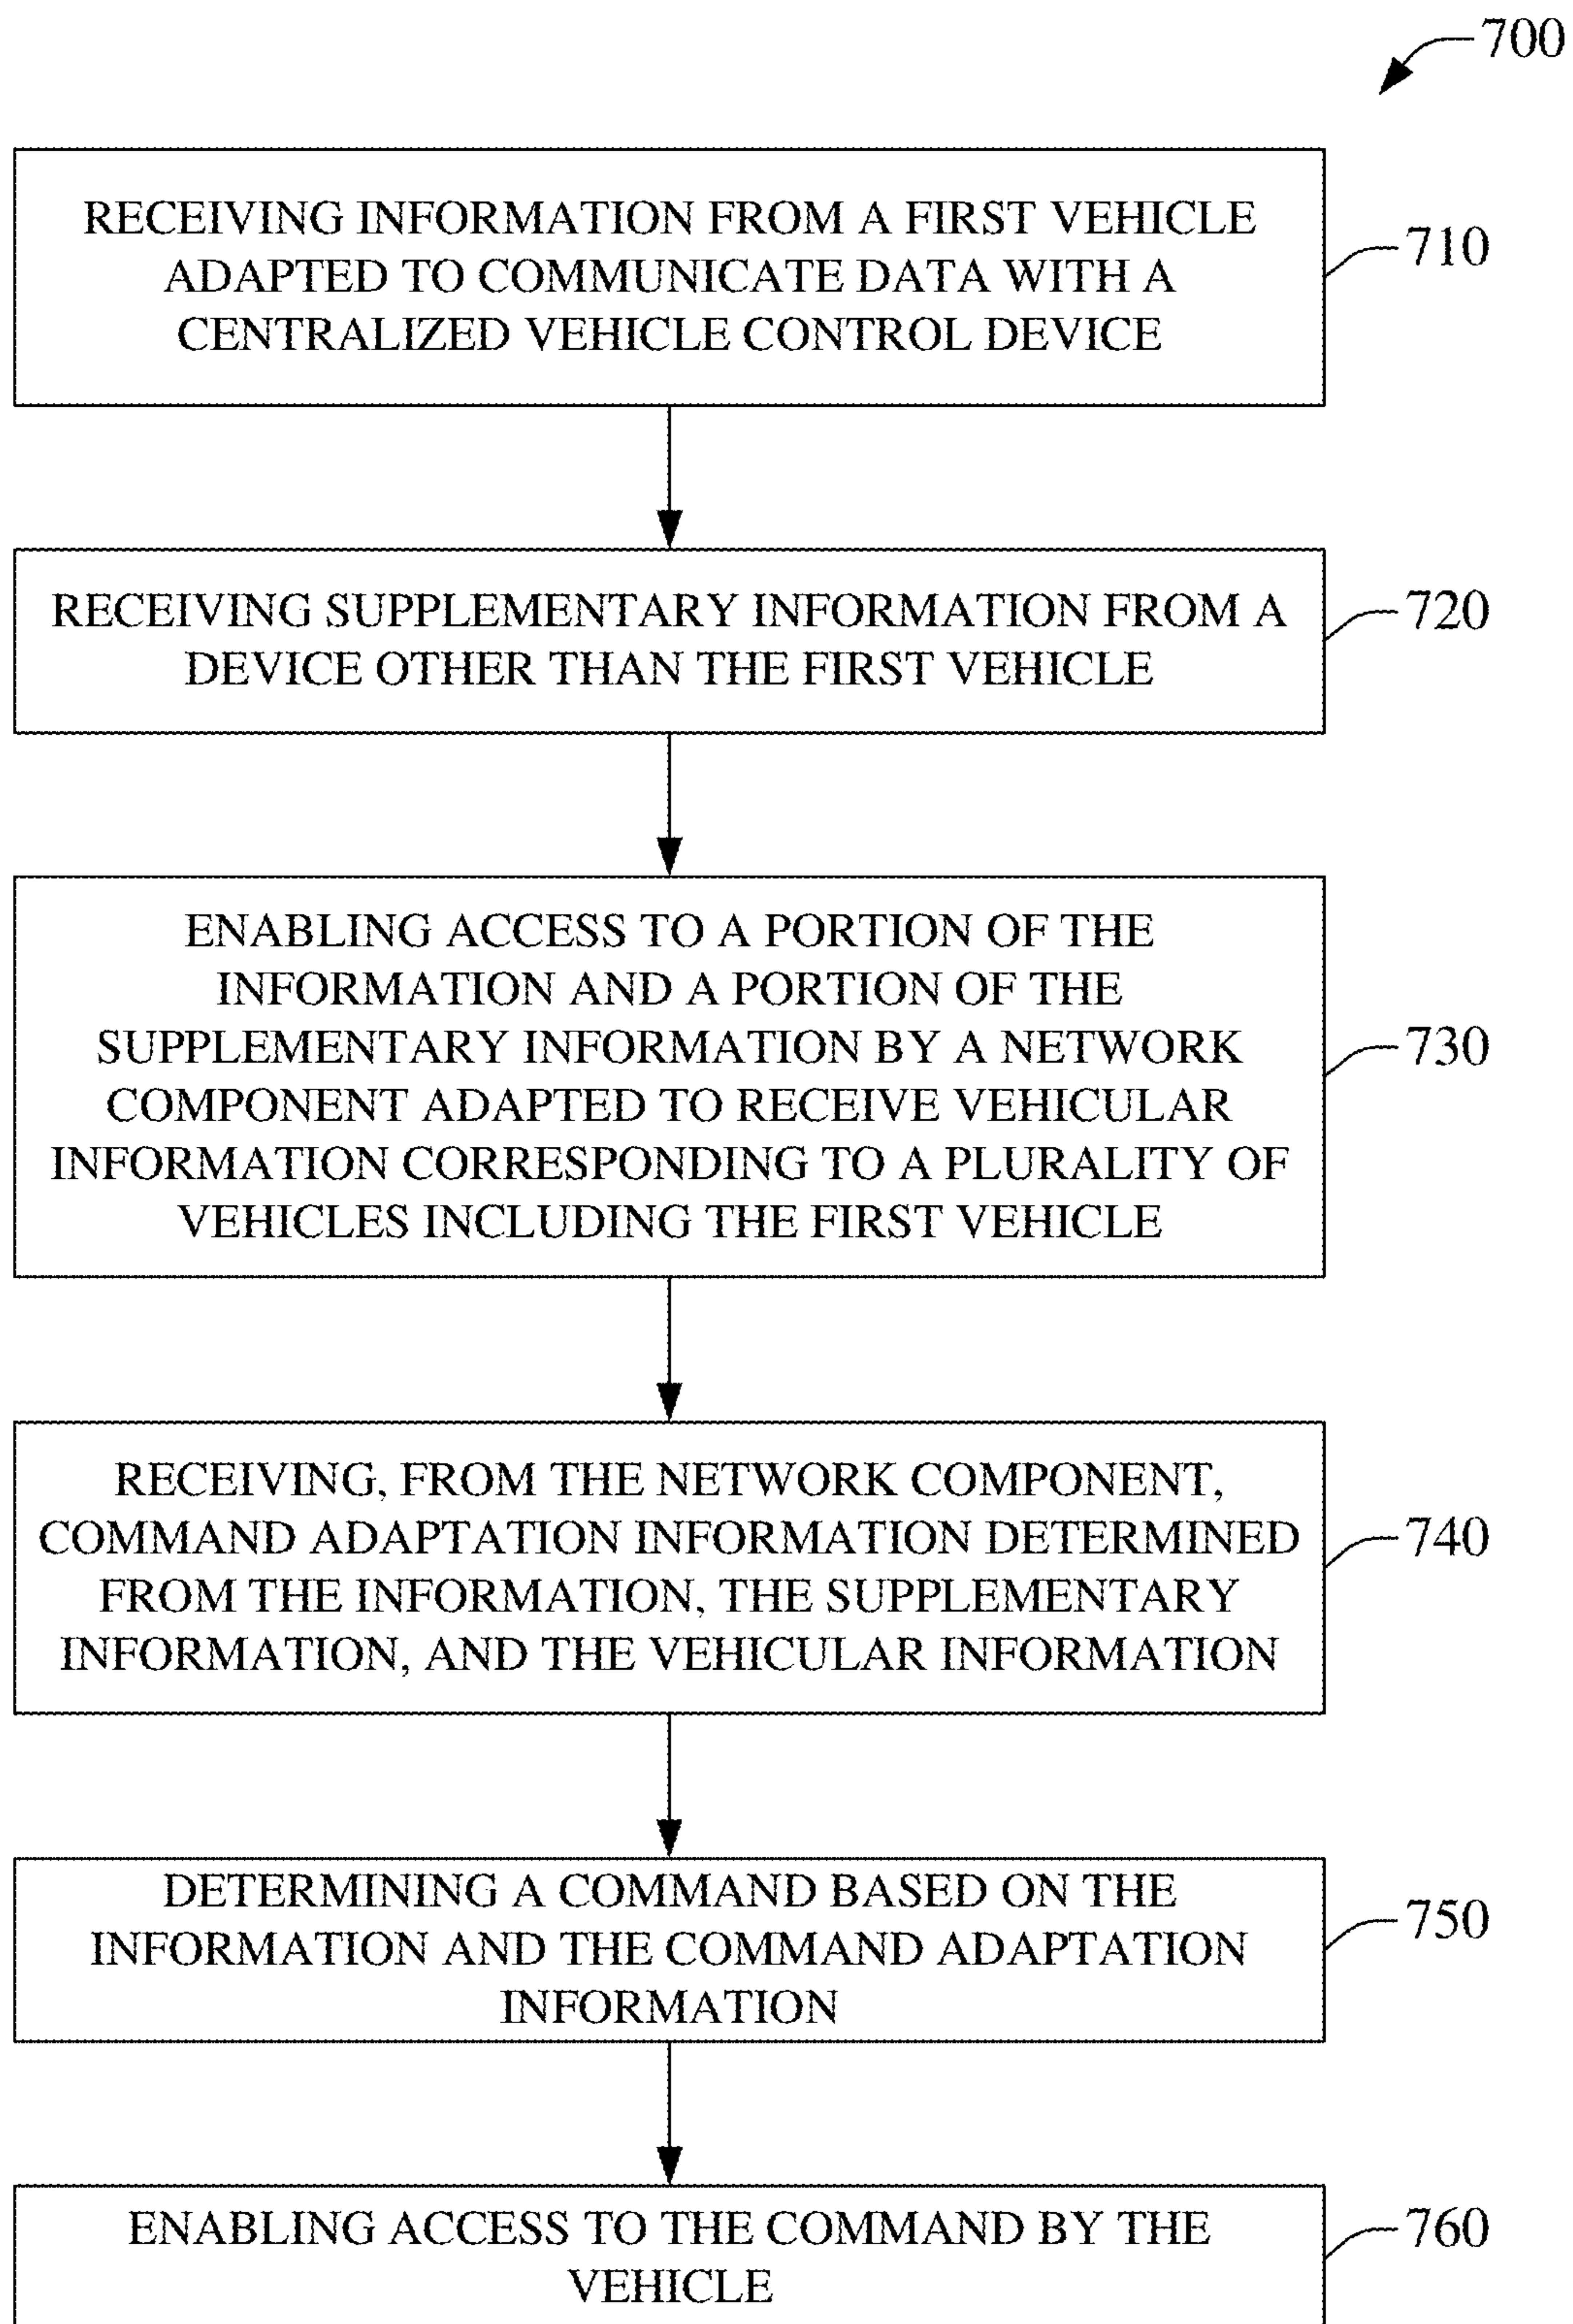 700
RECEIVING INFORMATION FROM A FIRST VEHICLE
ADAPTED TO COMMUNICATE DATA WITH A
CENTRALIZED VEHICLE CONTROL DEVICE
710
RECEIVING SUPPLEMENTARY INFORMATION FROM A
DEVICE OTHER THAN THE FIRST VEHICLE
720
ENABLING ACCESS TO A PORTION OF THE
INFORMATION AND A PORTION OF THE
SUPPLEMENTARY INFORMATION BY A NETWORK
COMPONENT ADAPTED TO RECEIVE VEHICULAR
INFORMATION CORRESPONDING TO A PLURALITY OF
VEHICLES INCLUDING THE FIRST VEHICLE
730
RECEIVING, FROM THE NETWORK COMPONENT,
COMMAND ADAPTATION INFORMATION DETERMINED
FROM THE INFORMATION, THE SUPPLEMENTARY
INFORMATION, AND THE VEHICULAR INFORMATION
740
DETERMINING A COMMAND BASED ON THE
INFORMATION AND THE COMMAND ADAPTATION
INFORMATION
750
ENABLING ACCESS TO THE COMMAND BY THE
VEHICLE
760